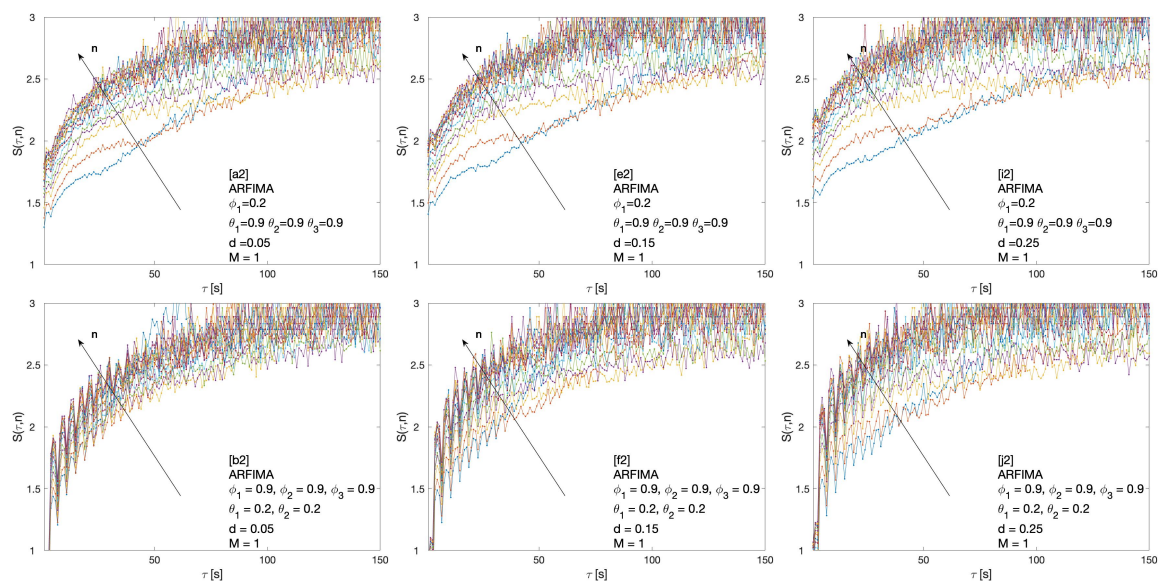 3
2.5
2
1.5
1
S(τ,n)
n
[a2]
ARFIMA
ϕ1=0.2
θ1=0.9 θ2=0.9 θ3=0.9
d =0.05
M = 1
50
100
150
τ [s]
3
2.5
2
1.5
1
S(τ,n)
n
[e2]
ARFIMA
ϕ1=0.2
θ1=0.9 θ2=0.9 θ3=0.9
d =0.15
M = 1
50
100
150
τ [s]
3
2.5
2
1.5
1
S(τ,n)
n
[i2]
ARFIMA
ϕ1=0.2
θ1=0.9 θ2=0.9 θ3=0.9
d =0.25
M = 1
50
100
150
τ [s]
3
2.5
2
1.5
1
S(τ,n)
n
[b2]
ARFIMA
ϕ1 = 0.9, ϕ2 = 0.9, ϕ3 = 0.9
θ1 = 0.2, θ2 = 0.2
d = 0.05
M = 1
50
100
150
τ [s]
3
2.5
2
1.5
1
S(τ,n)
n
[f2]
ARFIMA
ϕ1 = 0.9, ϕ2 = 0.9, ϕ3 = 0.9
θ1 = 0.2, θ2 = 0.2
d = 0.15
M = 1
50
100
150
τ [s]
3
2.5
2
1.5
1
S(τ,n)
n
[j2]
ARFIMA
ϕ1 = 0.9, ϕ2 = 0.9, ϕ3 = 0.9
θ1 = 0.2, θ2 = 0.2
d = 0.25
M = 1
50
100
150
τ [s]